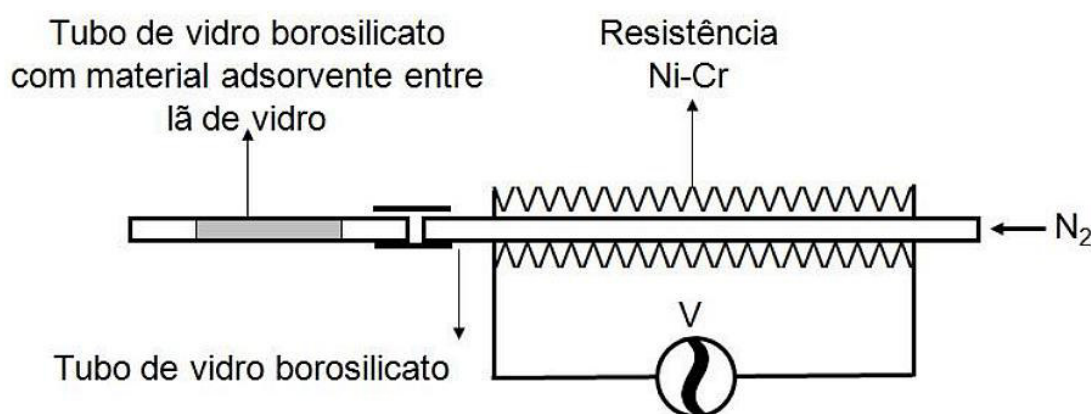 Tubo de vidro borosilicato
com material adsorvente entre
lã de vidro
Resistência
Ni-Cr
N₂
V
Tubo de vidro borosilicato